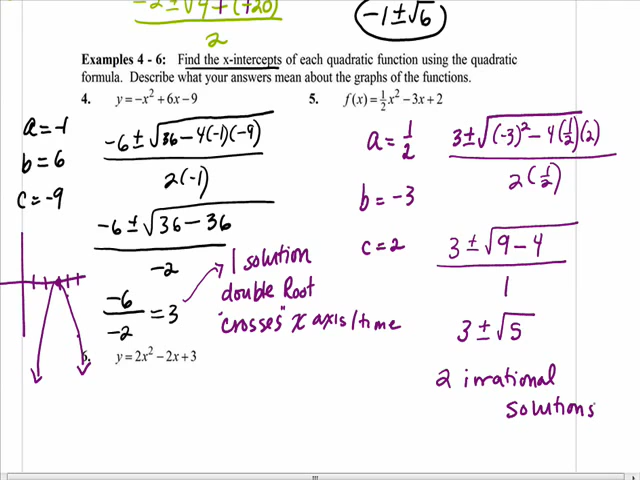 -2 ± √4 + (+20)
2
-1 ± √6
Examples 4 - 6: Find the x-intercepts of each quadratic function using the quadratic
formula. Describe what your answers mean about the graphs of the functions.
4. y = -x² + 6x - 9
a = -1
b = 6
c = -9
-6 ± √36 - 4(-1)(-9)
2(-1)
-6 ± √36 - 36
-2
-6
-2
= 3
1 solution
double Root
"crosses" x axis 1 time
5. f(x) = ½x² - 3x + 2
a = 1/2
b = -3
c = 2
3 ± √(-3)² - 4(1/2)(2)
2(1/2)
3 ± √9 - 4
1
3 ± √5
2 irrational
solutions
6. y = 2x² - 2x + 3